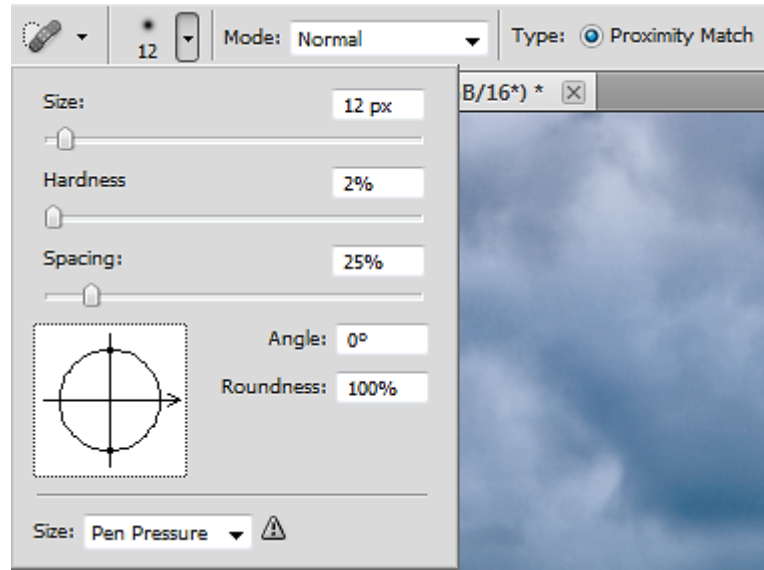 12 Mode: Normal Type: Proximity Match
B/16*) *
Size: 12 px
Hardness 2%
Spacing: 25%
Angle: 0º
Roundness: 100%
Size: Pen Pressure